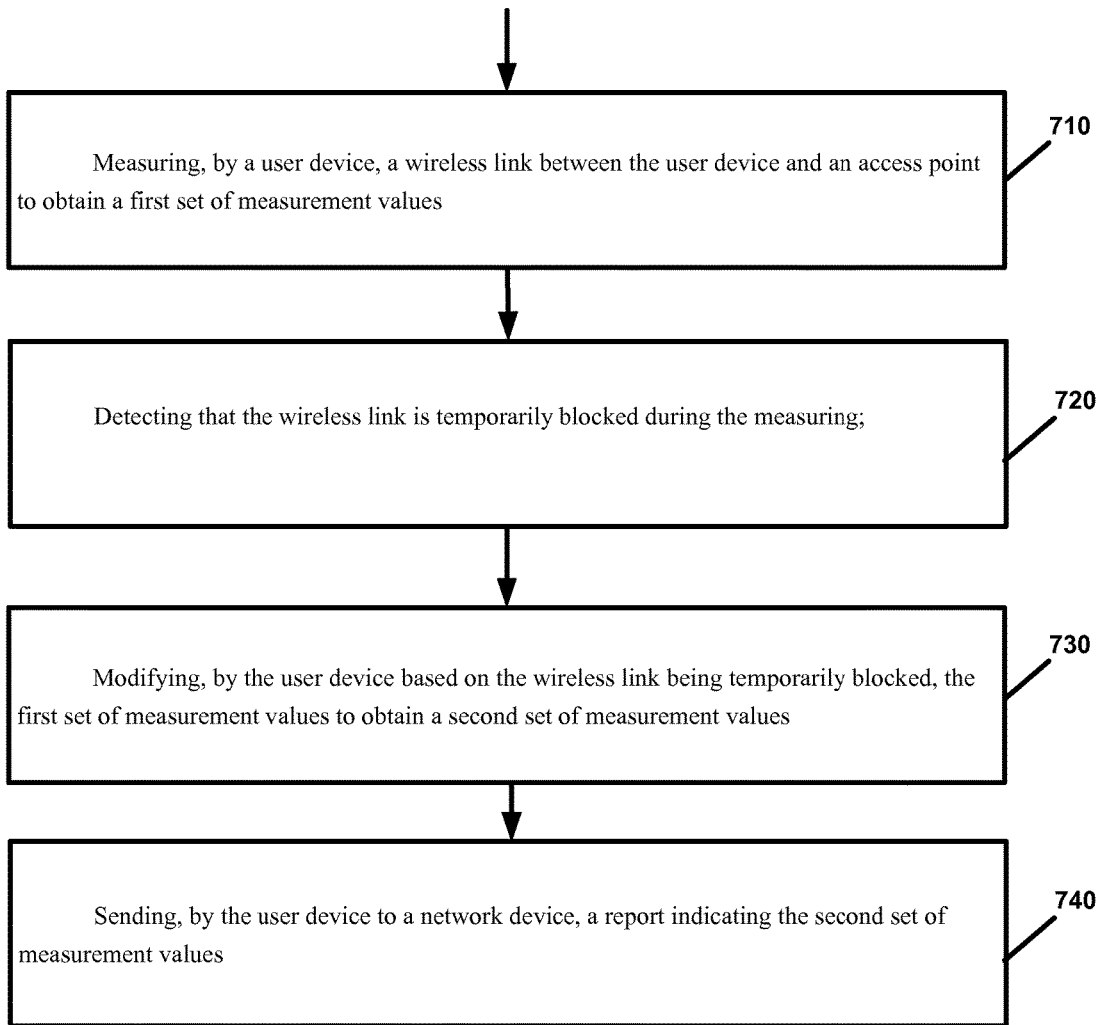 710
Measuring, by a user device, a wireless link between the user device and an access point
to obtain a first set of measurement values
720
Detecting that the wireless link is temporarily blocked during the measuring;
730
Modifying, by the user device based on the wireless link being temporarily blocked, the
first set of measurement values to obtain a second set of measurement values
740
Sending, by the user device to a network device, a report indicating the second set of
measurement values